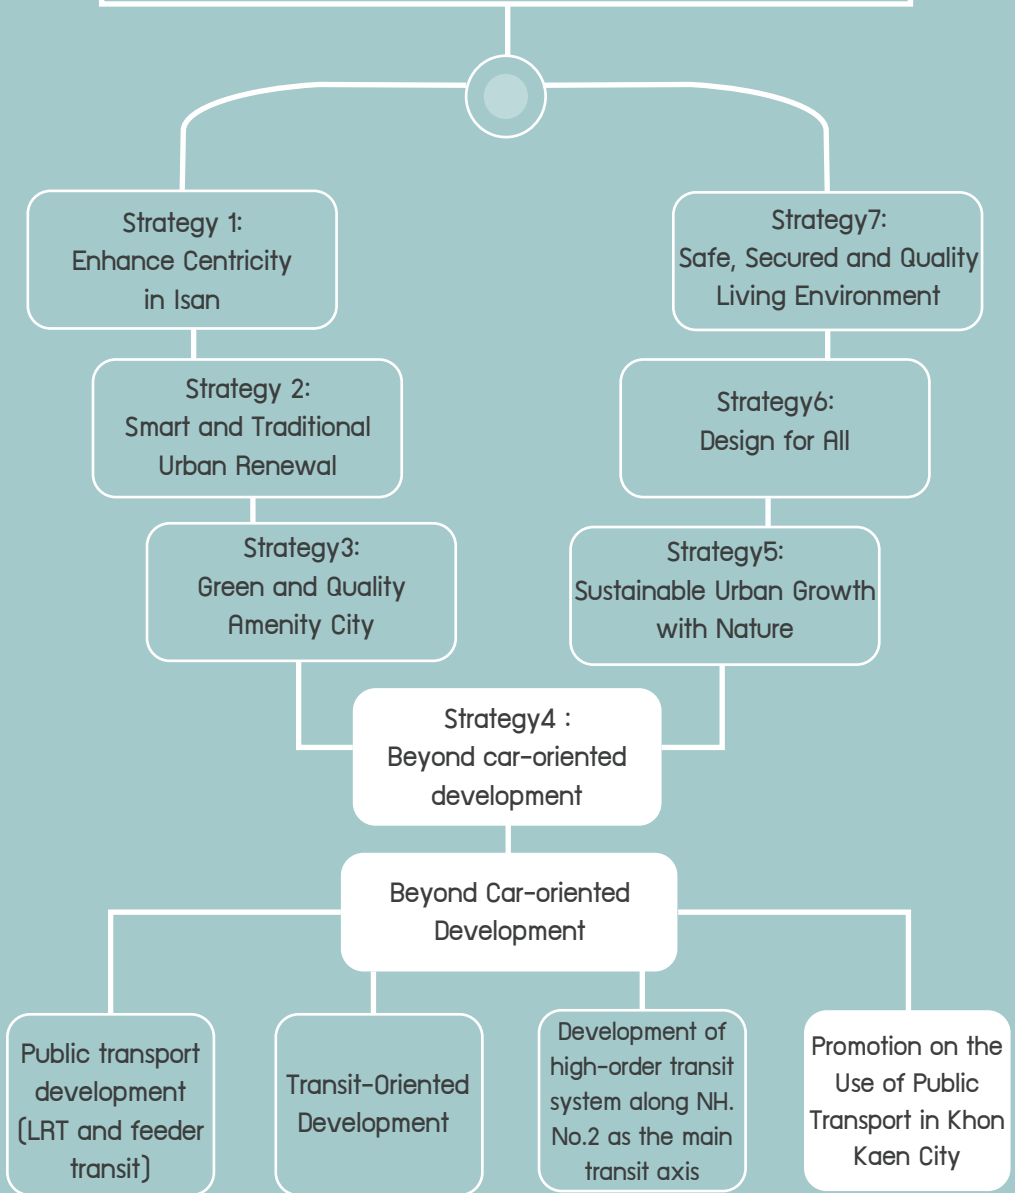 Strategy 1:
Enhance Centricity
in Isan
Strategy 2:
Smart and Traditional
Urban Renewal
Strategy3:
Green and Quality
Amenity City
Strategy4 :
Beyond car-oriented
development
Strategy5:
Sustainable Urban Growth
with Nature
Strategy6:
Design for All
Strategy7:
Safe, Secured and Quality
Living Environment
Beyond Car-oriented
Development
Public transport
development
(LRT and feeder
transit)
Transit-Oriented
Development
Development of
high-order transit
system along NH.
No.2 as the main
transit axis
Promotion on the
Use of Public
Transport in Khon
Kaen City